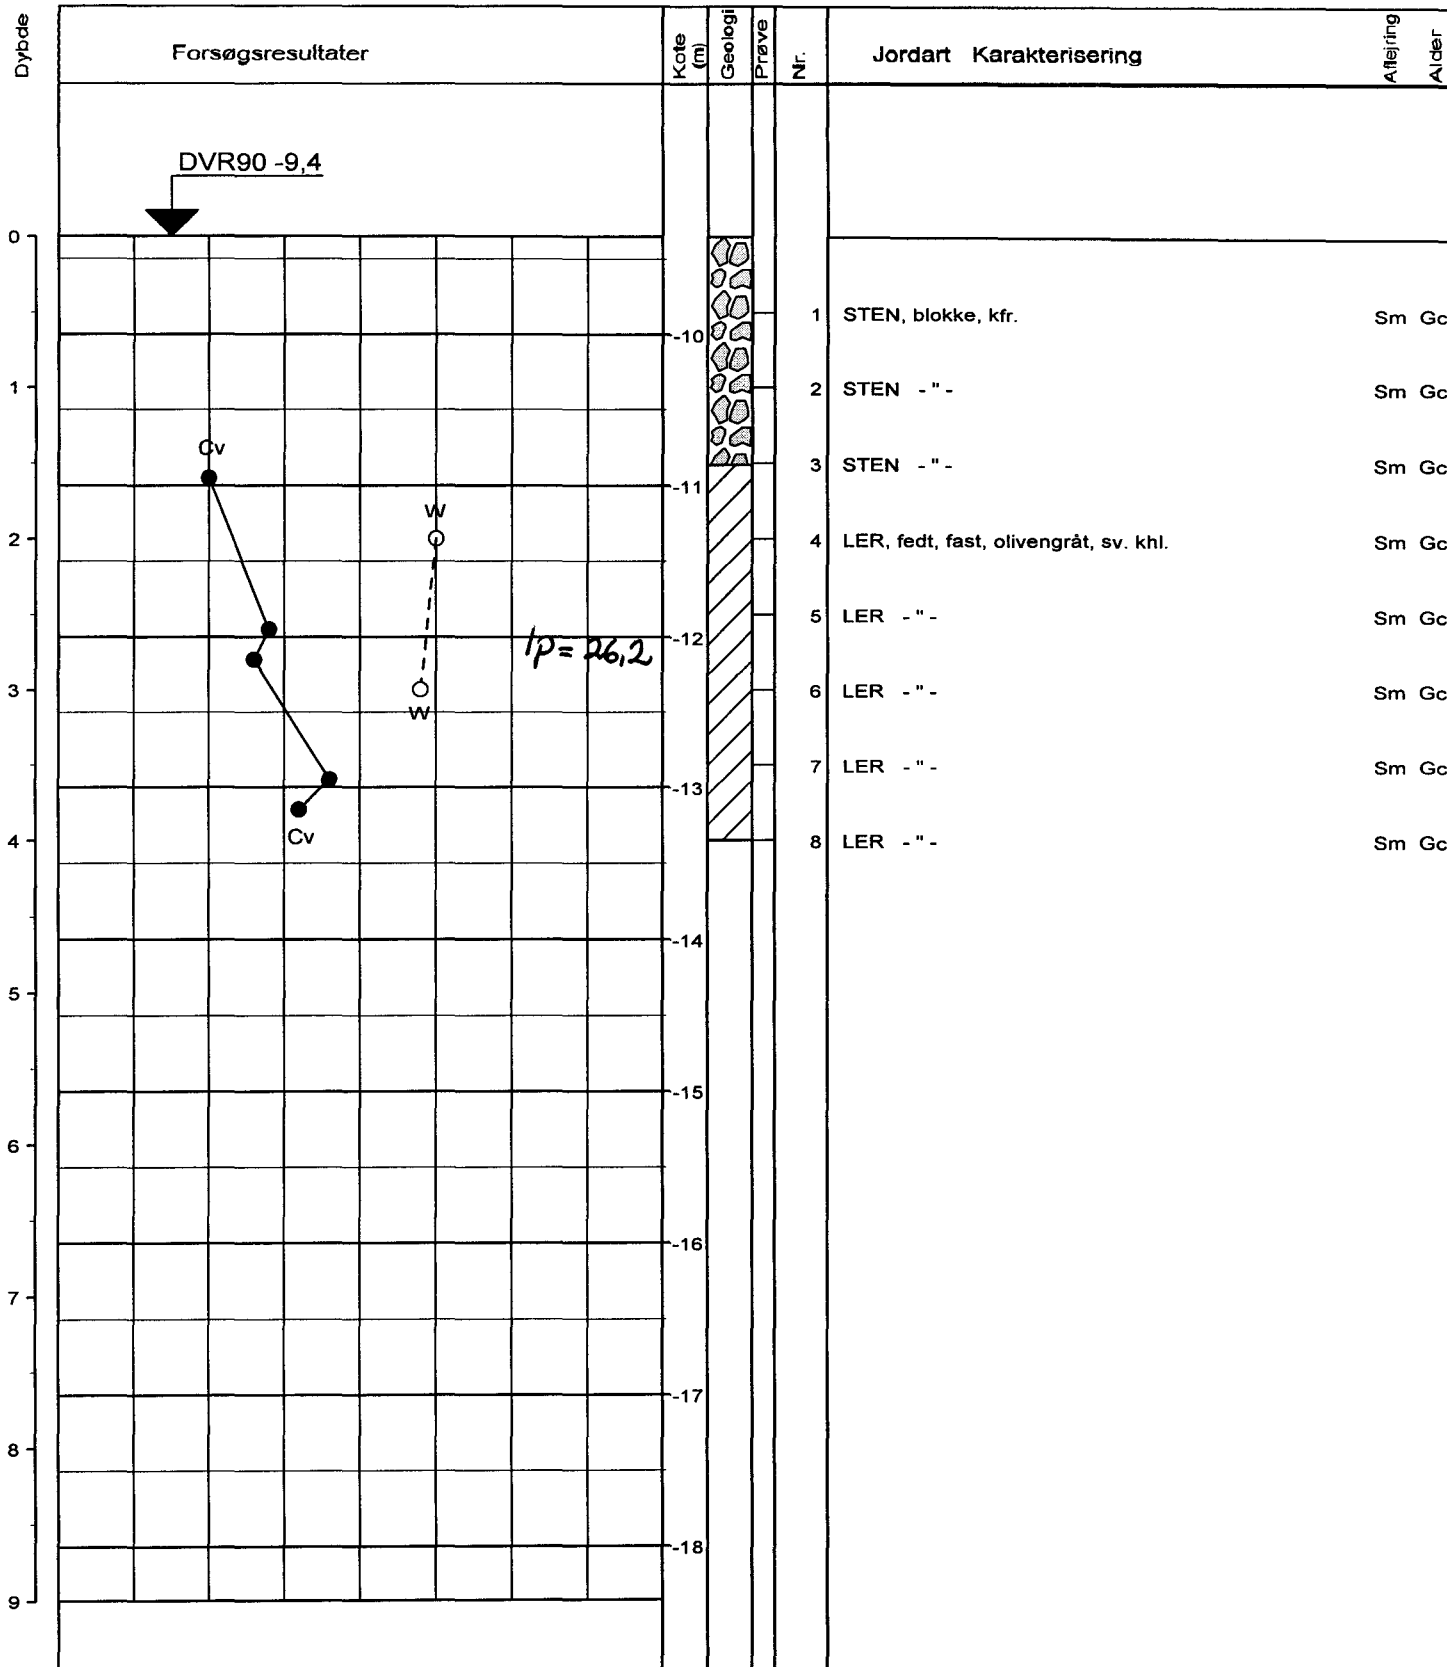 Dybde Forsøgsresultater Kote (m) Geologi Prøve Nr. Jordart Karakterisering Aflejring Alder
DVR90 -9,4
0
1 STEN, blokke, kfr. Sm Gc
-10
1 2 STEN - " - Sm Gc
Cv
3 STEN - " - Sm Gc
-11
W
2 4 LER, fedt, fast, olivengråt, sv. khl. Sm Gc
5 LER - " - Sm Gc
-12
Ip = 26,2
3 6 LER - " - Sm Gc
W
7 LER - " - Sm Gc
-13
Cv
4 8 LER - " - Sm Gc
-14
5
-15
6
-16
7
-17
8
-18
9